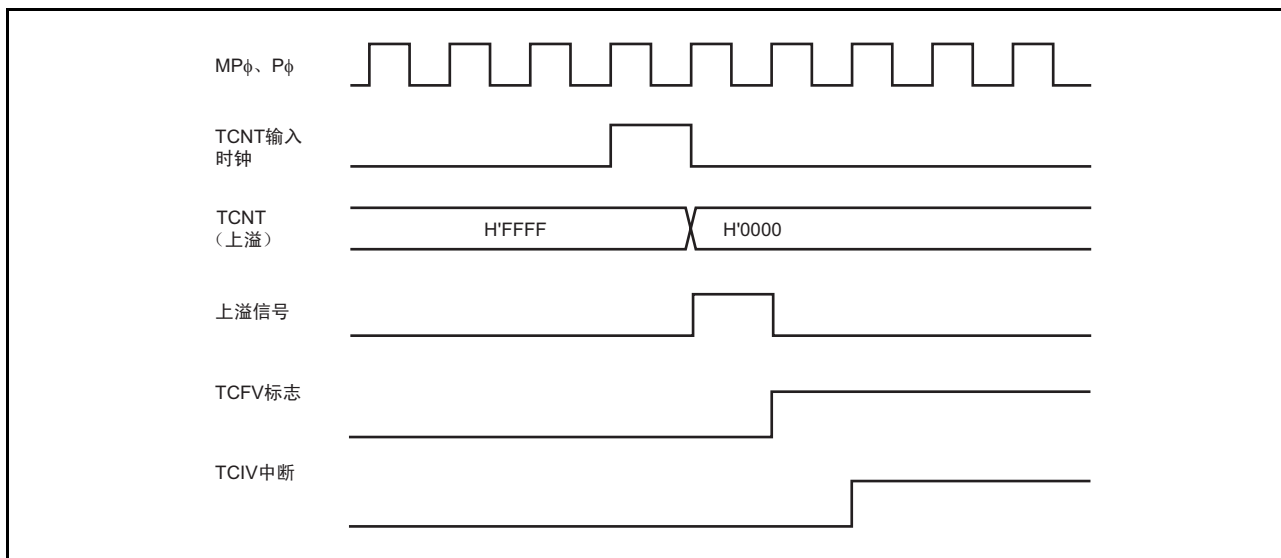 MPϕ、Pϕ
TCNT输入
时钟
TCNT
（上溢）
H'FFFF
H'0000
上溢信号
TCFV标志
TCIV中断